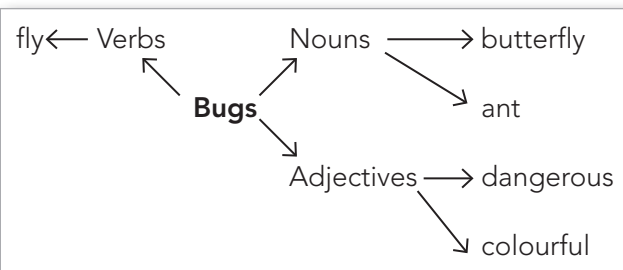 fly Verbs Nouns butterfly
Bugs ant
Adjectives dangerous
colourful